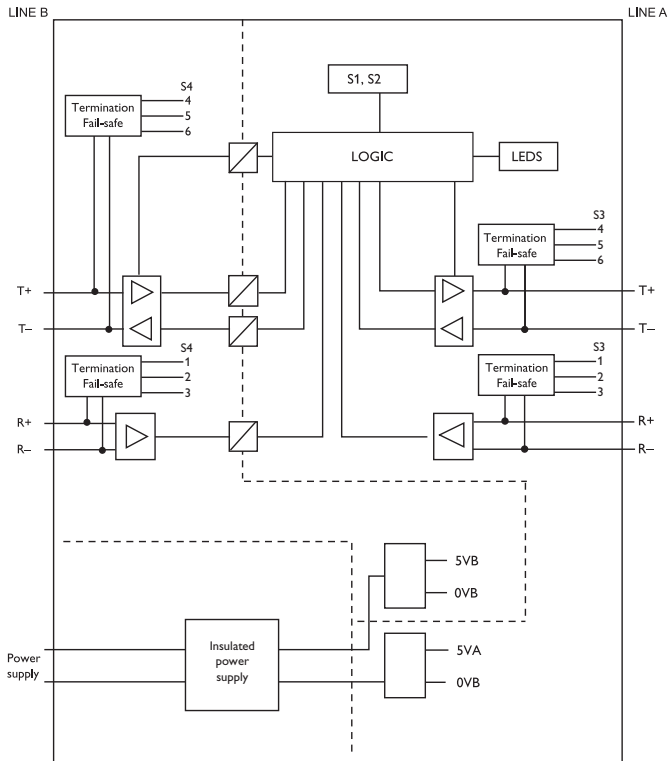 LINE B
LINE A
S1, S2
S4
4
5
6
Termination
Fail-safe
LOGIC
LEDS
S3
4
5
6
Termination
Fail-safe
T+
T–
T+
T–
S4
1
2
3
Termination
Fail-safe
S3
1
2
3
Termination
Fail-safe
R+
R–
R+
R–
5VB
0VB
Insulated
power
supply
Power
supply
5VA
0VB